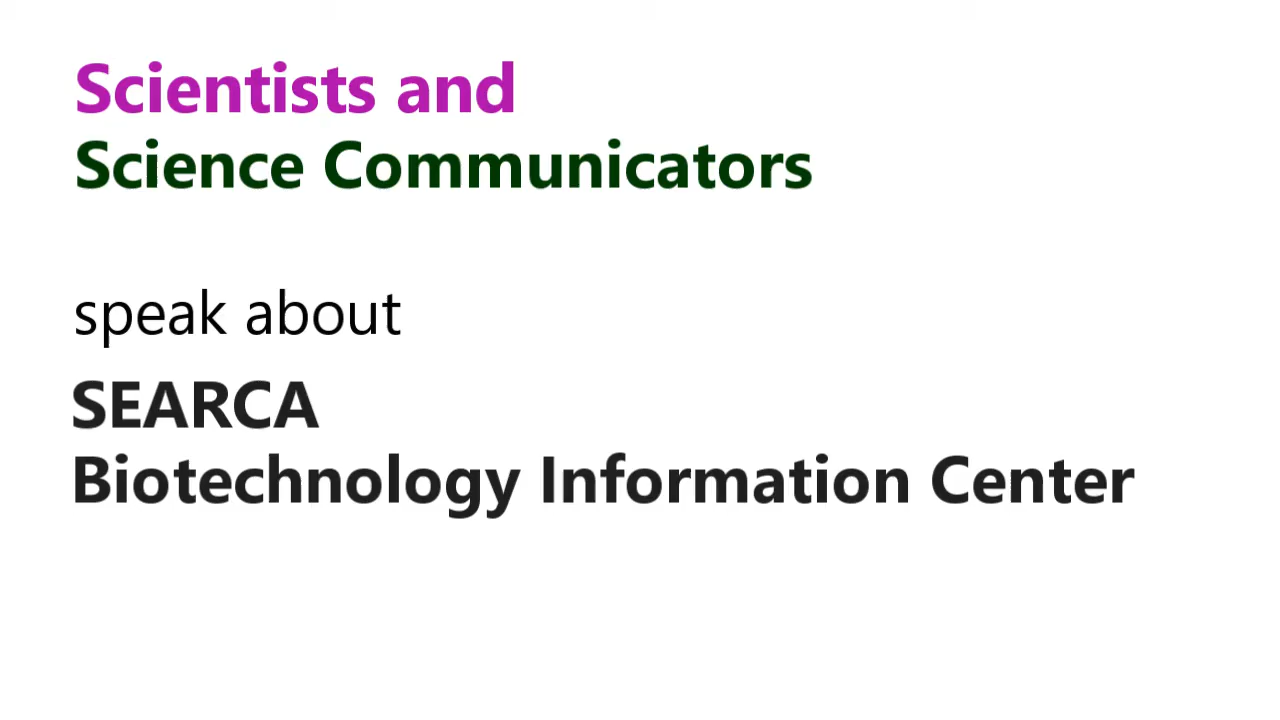 Scientists and
Science Communicators
speak about
SEARCA
Biotechnology Information Center